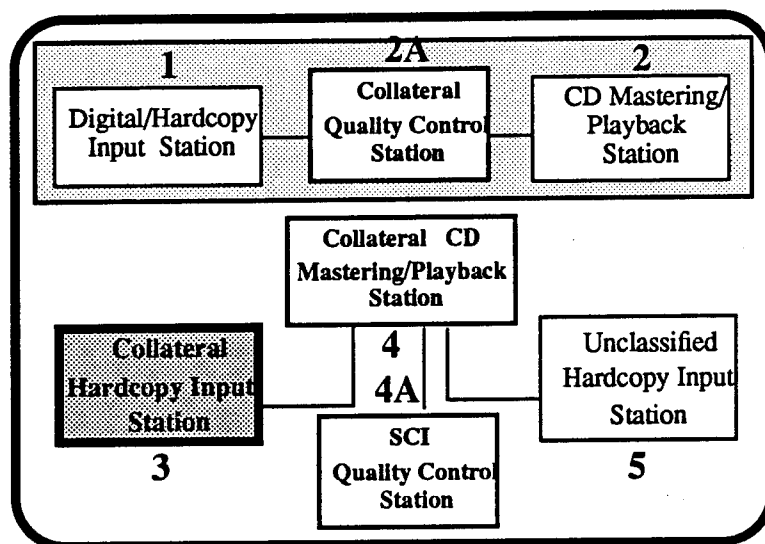 1
Digital/Hardcopy
Input Station
2A
Collateral
Quality Control
Station
2
CD Mastering/
Playback
Station
Collateral CD
Mastering/Playback
Station
4
4A
Collateral
Hardcopy Input
Station
3
SCI
Quality Control
Station
Unclassified
Hardcopy Input
Station
5